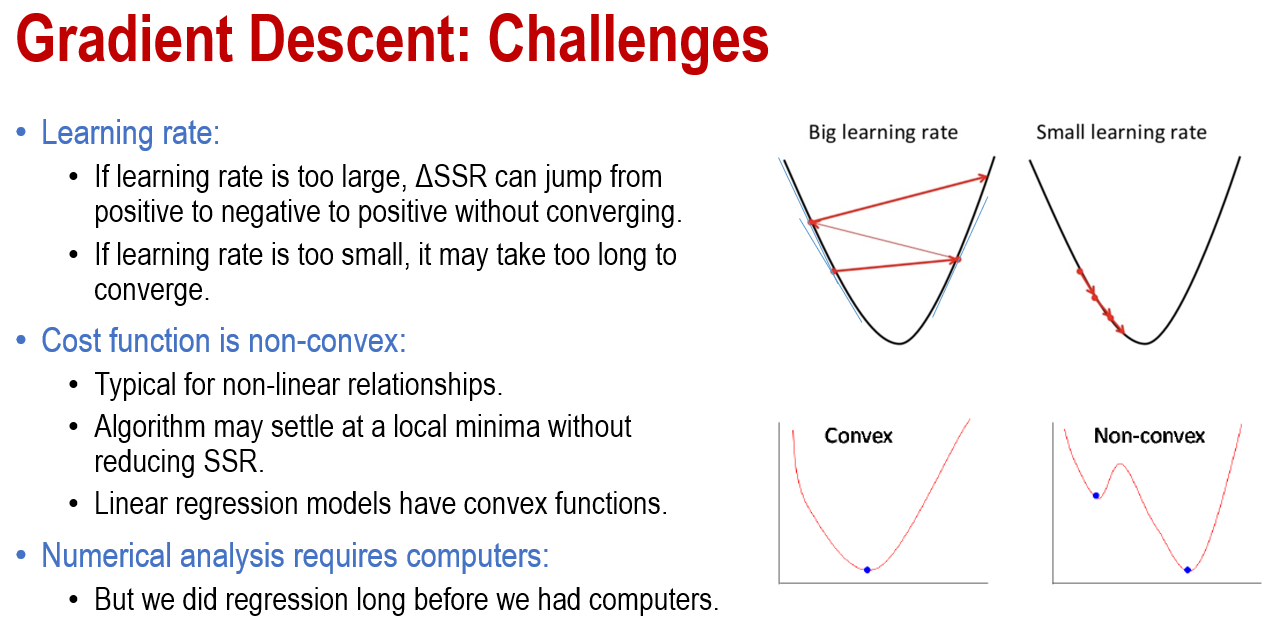 Gradient Descent: Challenges
• Learning rate:
• If learning rate is too large, ΔSSR can jump from
positive to negative to positive without converging.
• If learning rate is too small, it may take too long to
converge.
• Cost function is non-convex:
• Typical for non-linear relationships.
• Algorithm may settle at a local minima without
reducing SSR.
• Linear regression models have convex functions.
• Numerical analysis requires computers:
• But we did regression long before we had computers.
Big learning rate
Small learning rate
Convex
Non-convex